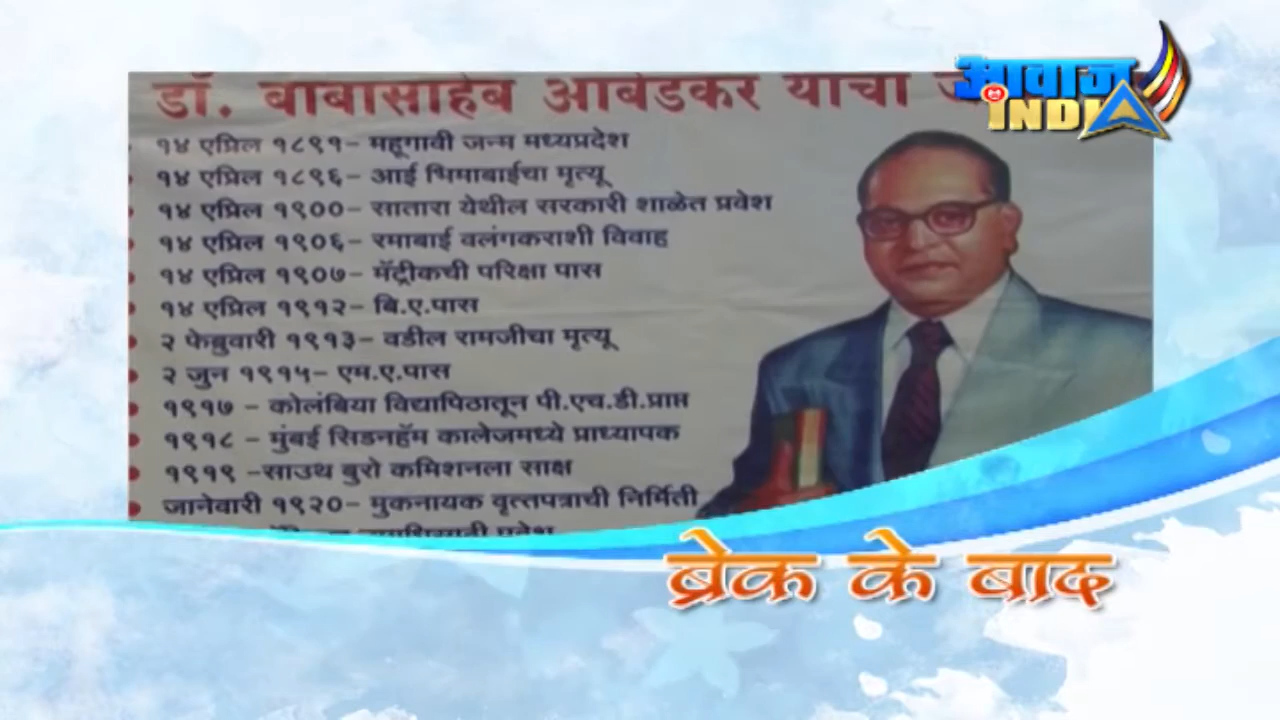 आवाज
INDIA
डॉ. बाबासाहेब आंबेडकर यांचा
१४ एप्रिल १८९१- महूगावी जन्म मध्यप्रदेश
१४ एप्रिल १८९६- आई भिमाबाईचा मृत्यू
१४ एप्रिल १९००- सातारा येथील सरकारी शाळेत प्रवेश
१४ एप्रिल १९०६- रमाबाई वलंगकराशी विवाह
१४ एप्रिल १९०७- मॅट्रीकची परिक्षा पास
१४ एप्रिल १९१२- बि.ए.पास
२ फेब्रुवारी १९१३- वडील रामजीचा मृत्यू
२ जुन १९१५- एम.ए.पास
१९१७ - कोलंबिया विद्यापिठातून पी.एच.डी.प्राप्त
१९१८ - मुंबई सिडनहॅम कालेजमध्ये प्राध्यापक
१९१९ -साउथ बुरो कमिशनला साक्ष
जानेवारी १९२०- मुकनायक वृत्तपत्राची निर्मिती
प्रवेश
ब्रेक के बाद